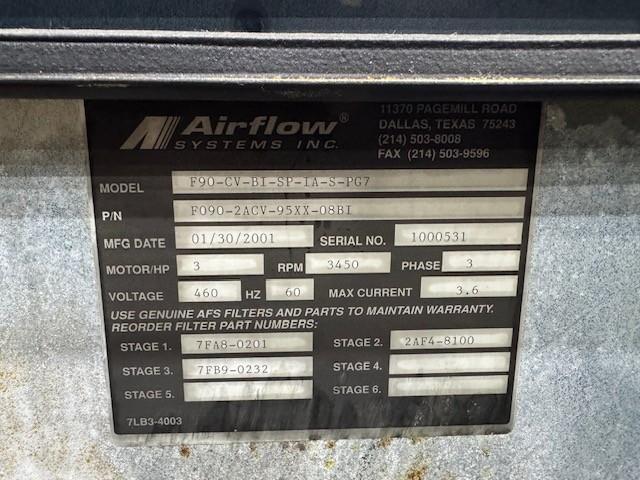 Airflow®
SYSTEMS INC.
11370 PAGEMILL ROAD
DALLAS, TEXAS 75243
(214) 503-8008
FAX (214) 503-9596
MODEL F90-CV-BI-SP-IA-S-PG7
P/N F090-2ACV-95XX-08BI
MFG DATE 01/30/2001 SERIAL NO. 1000531
MOTOR/HP 3 RPM 3450 PHASE 3
VOLTAGE 460 HZ 60 MAX CURRENT 3.6
USE GENUINE AFS FILTERS AND PARTS TO MAINTAIN WARRANTY.
REORDER FILTER PART NUMBERS:
STAGE 1. 7FA8-0201 STAGE 2. 2AF4-8100
STAGE 3. 7FB9-0232 STAGE 4.
STAGE 5. STAGE 6.
7LB3-4003